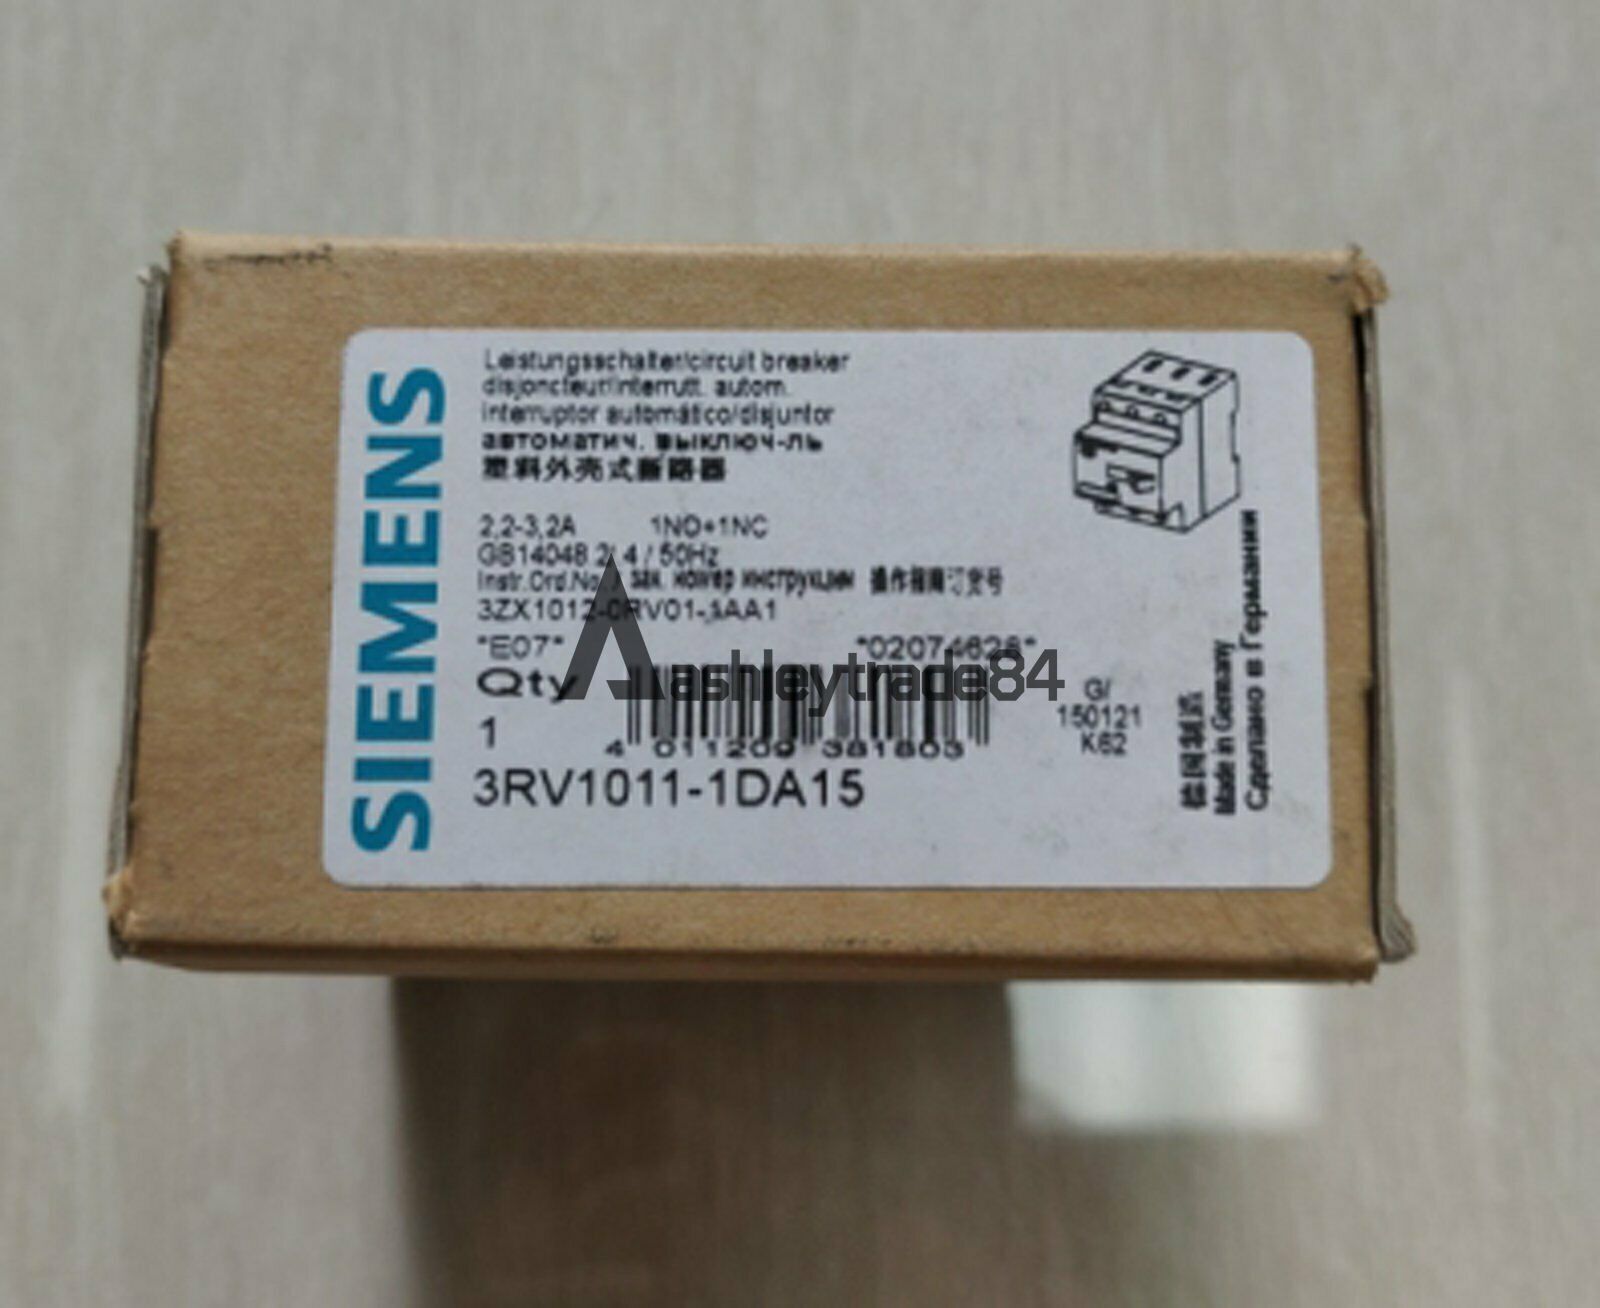 SIEMENS
Leistungsschalter/circuit breaker
disjoncteur/interrutt. autom.
interruptor automático/disjuntor
автоматич. выключ-ль
塑料外壳式断路器
2,2-3,2A 1NO+1NC
GB14048.2/ 4 / 50Hz
Instr.Ord.No. зак. номер инструкции 操作指南订货号
3ZX1012-0RV01-AA1
"E07" "02074628"
Qty
ashleytrade84
1
4 011209 381803
3RV1011-1DA15
G/
150121
K62
德国制造
Made in Germany
Сделано в Германии